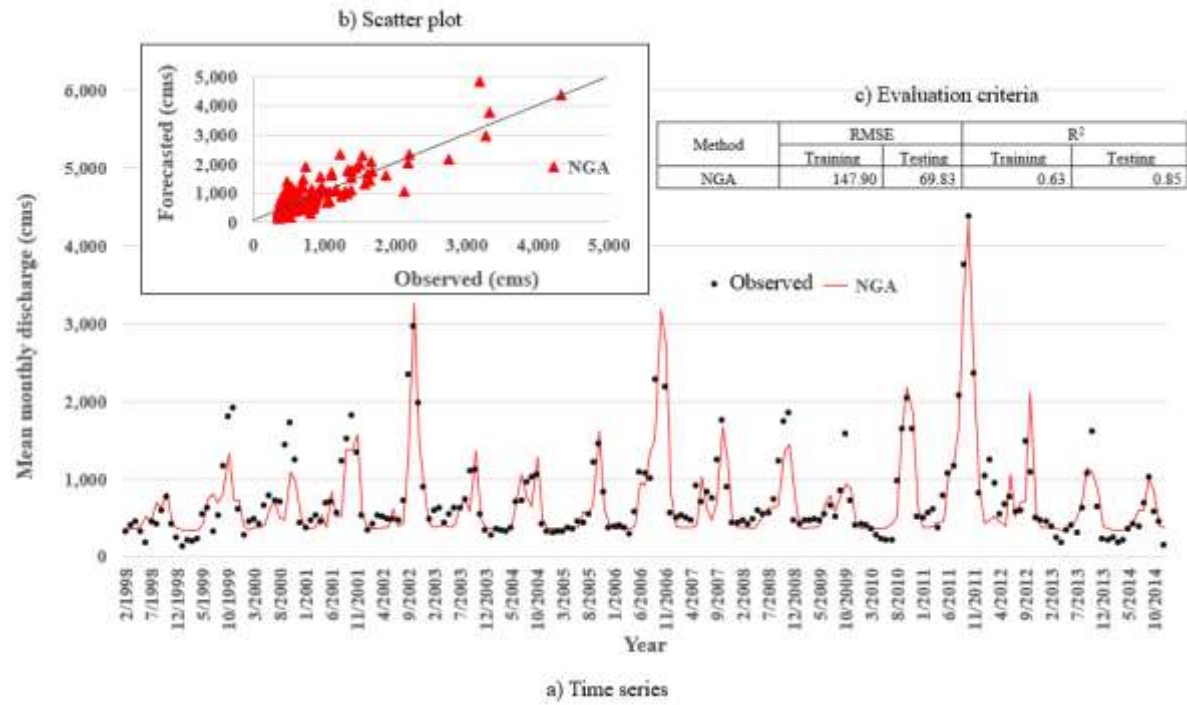 b) Scatter plot
Forecasted (cms)
5,000
4,000
3,000
2,000
1,000
0
0 1,000 2,000 3,000 4,000 5,000
Observed (cms)
NGA
c) Evaluation criteria
Method RMSE R²
Training Testing Training Testing
NGA 147.90 69.83 0.63 0.85
Observed NGA
Mean monthly discharge (cms)
6,000
5,000
4,000
3,000
2,000
1,000
0
2/1998 7/1998 12/1998 5/1999 10/1999 3/2000 8/2000 1/2001 6/2001 11/2001 4/2002 9/2002 2/2003 7/2003 12/2003 5/2004 10/2004 3/2005 8/2005 1/2006 6/2006 11/2006 4/2007 9/2007 2/2008 7/2008 12/2008 5/2009 10/2009 3/2010 8/2010 1/2011 6/2011 11/2011 4/2012 9/2012 2/2013 7/2013 12/2013 5/2014 10/2014
Year
a) Time series